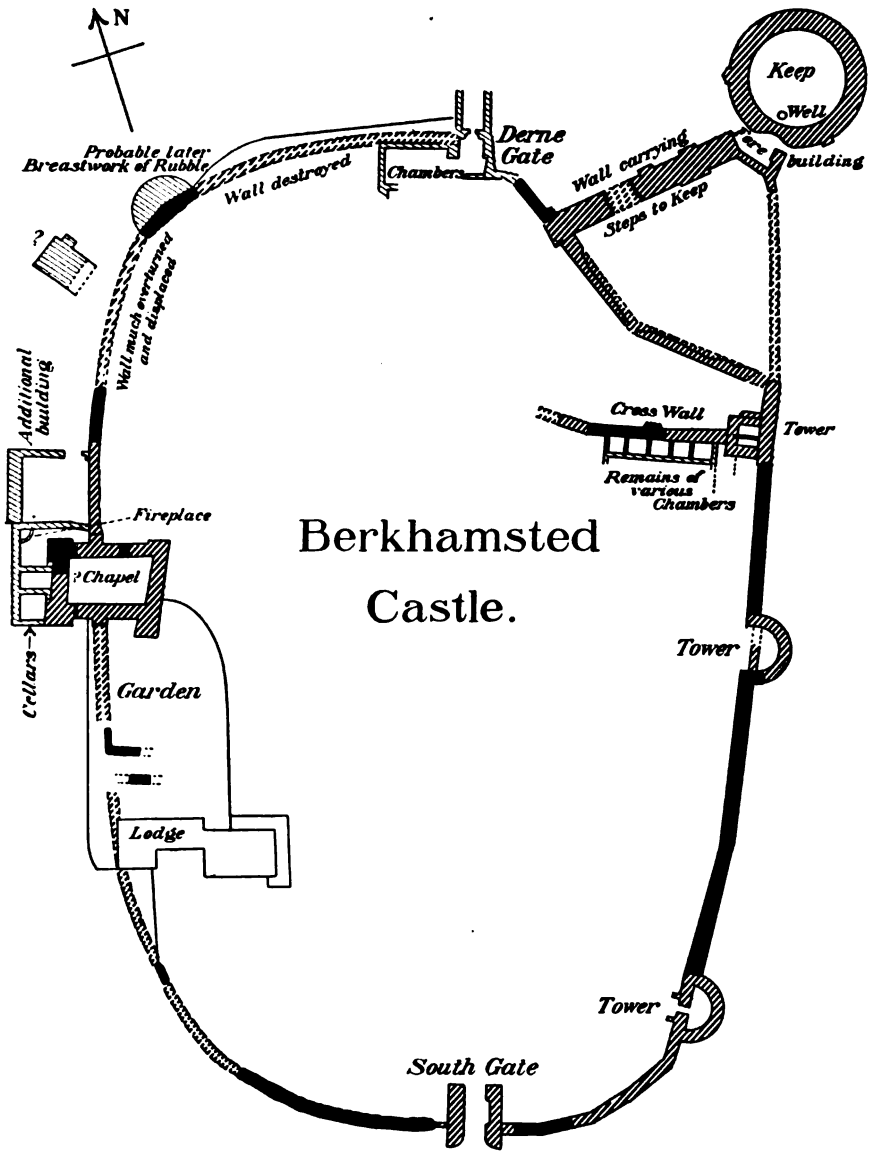 N
Keep
Well
Fore
building
Derne
Gate
Wall carrying
Steps to Keep
Probable later
Breastwork of Rubble
Wall destroyed
Chambers
?
Wall much overturned
and displaced
Additional
building
Cross Wall
Tower
Remains of
various
Chambers
Fireplace
? Chapel
Cellars
Berkhamsted
Castle.
Tower
Garden
Lodge
Tower
South Gate